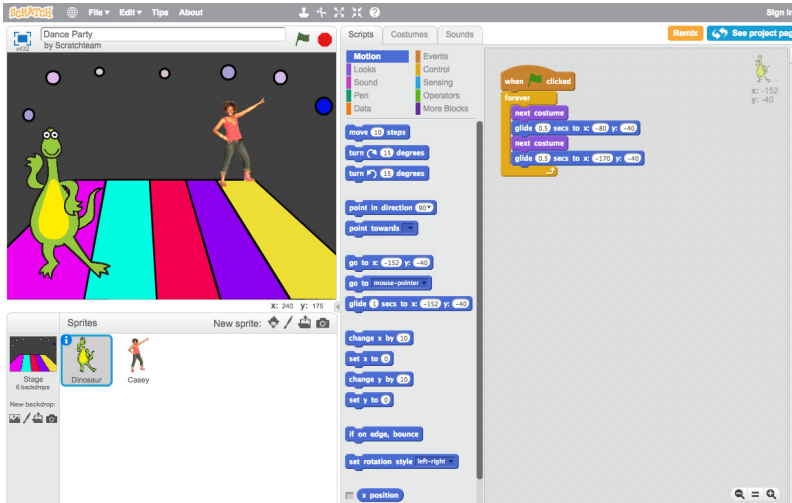 SCRATCH File Edit Tips About Sign In
v432 Dance Party
by Scratchteam
x: 240 y: 175
Sprites New sprite:
Stage
6 backdrops
New backdrop:
Dinosaur
Casey
Scripts Costumes Sounds
Remix See project page
Motion Events
Looks Control
Sound Sensing
Pen Operators
Data More Blocks
move 10 steps
turn 15 degrees
turn 15 degrees
point in direction 90
point towards
go to x: -152 y: -40
go to mouse-pointer
glide 1 secs to x: -152 y: -40
change x by 10
set x to 0
change y by 10
set y to 0
if on edge, bounce
set rotation style left-right
x position
when clicked
forever
next costume
glide 0.5 secs to x: -80 y: -40
next costume
glide 0.5 secs to x: -170 y: -40
x: -152
y: -40